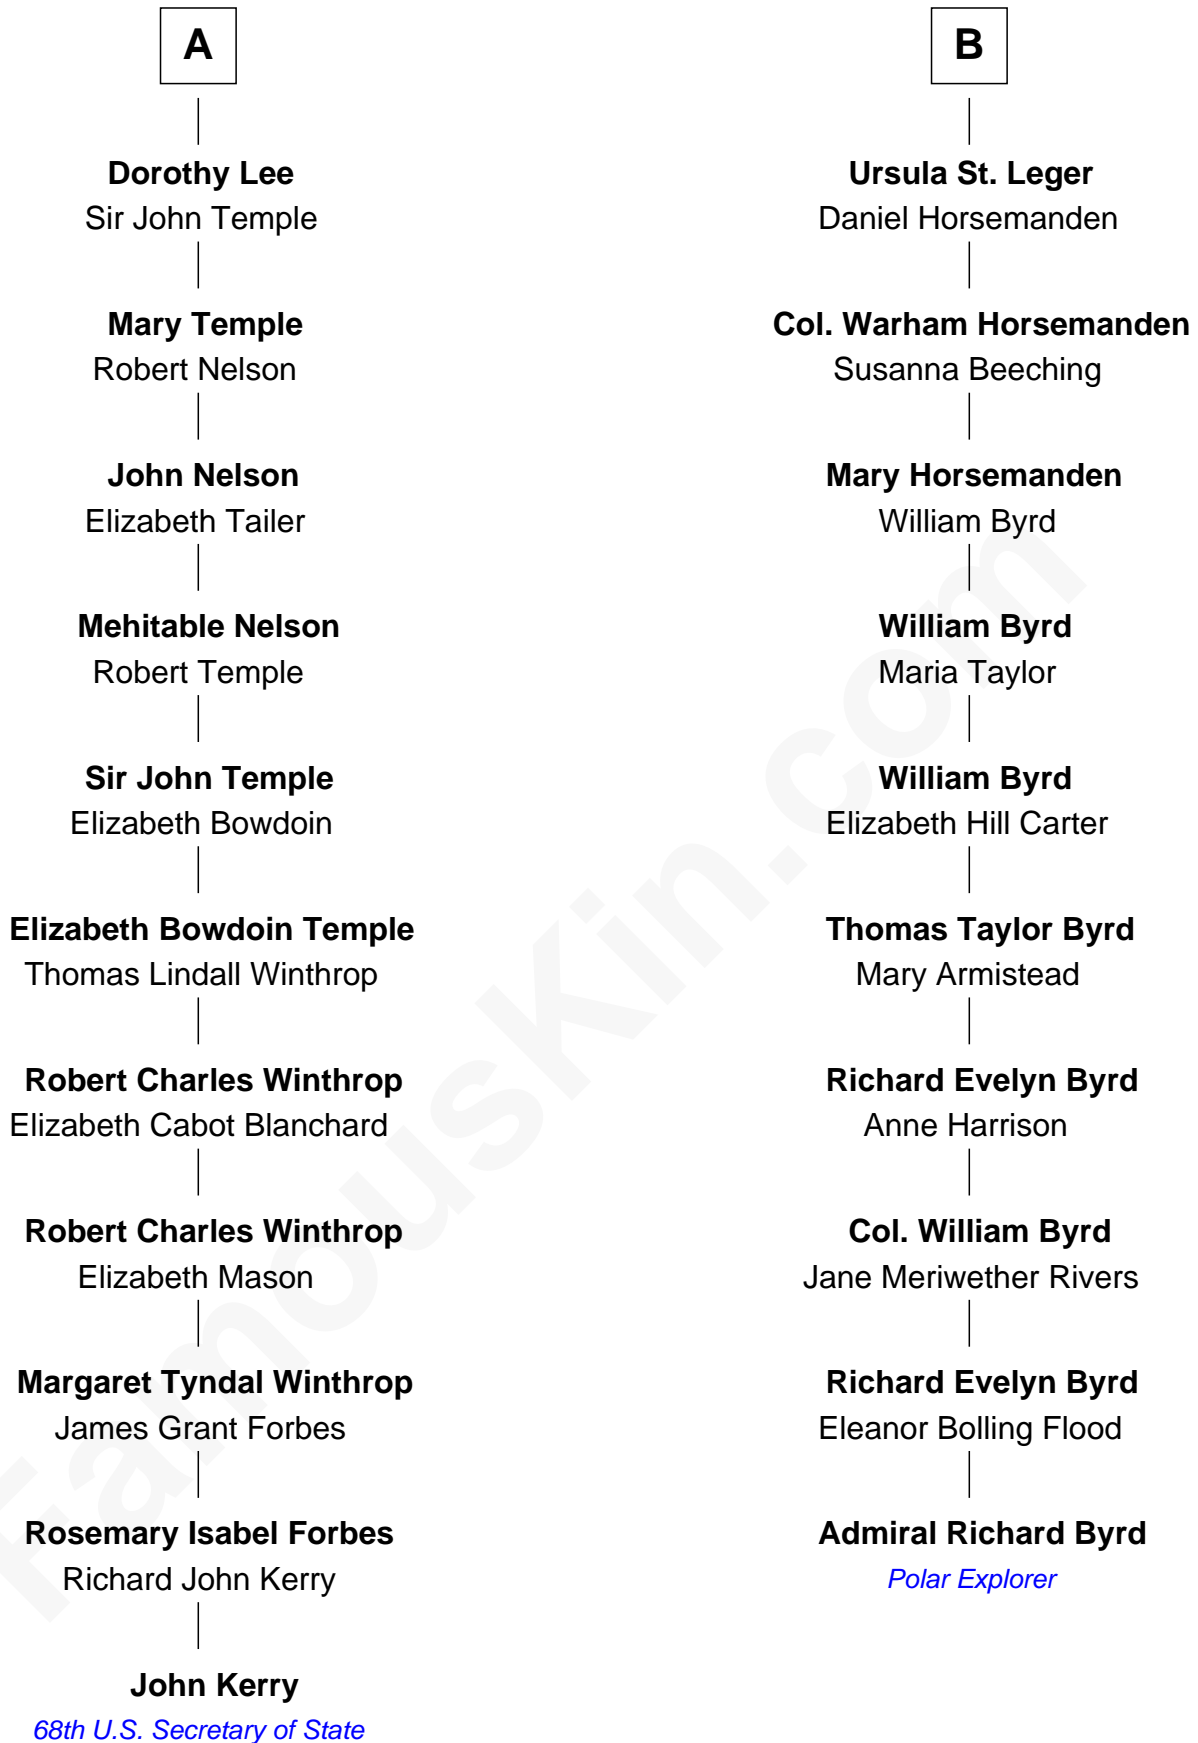 A
Dorothy Lee
Sir John Temple
Mary Temple
Robert Nelson
John Nelson
Elizabeth Tailer
Mehitable Nelson
Robert Temple
Sir John Temple
Elizabeth Bowdoin
Elizabeth Bowdoin Temple
Thomas Lindall Winthrop
Robert Charles Winthrop
Elizabeth Cabot Blanchard
Robert Charles Winthrop
Elizabeth Mason
Margaret Tyndal Winthrop
James Grant Forbes
Rosemary Isabel Forbes
Richard John Kerry
John Kerry
68th U.S. Secretary of State
B
Ursula St. Leger
Daniel Horsemanden
Col. Warham Horsemanden
Susanna Beeching
Mary Horsemanden
William Byrd
William Byrd
Maria Taylor
William Byrd
Elizabeth Hill Carter
Thomas Taylor Byrd
Mary Armistead
Richard Evelyn Byrd
Anne Harrison
Col. William Byrd
Jane Meriwether Rivers
Richard Evelyn Byrd
Eleanor Bolling Flood
Admiral Richard Byrd
Polar Explorer
FamousKin.com